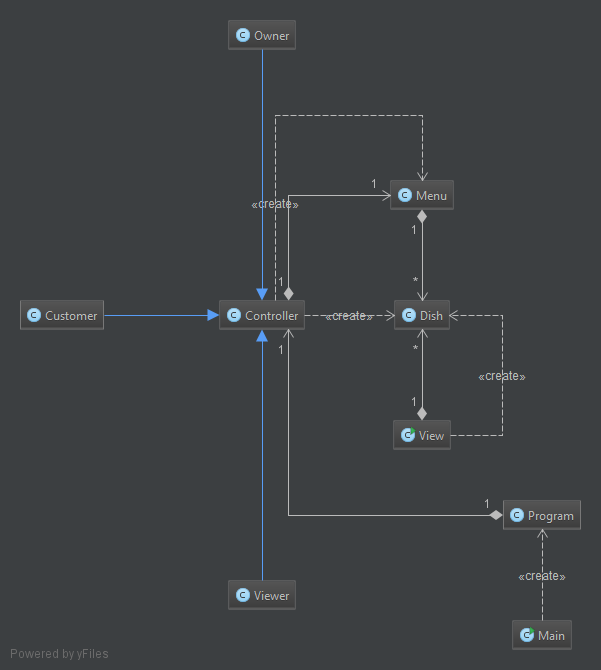 Owner
1
Menu
«create»
1
1
*
Customer
Controller
«create»
Dish
1
*
«create»
1
View
1
Program
«create»
Viewer
Main
Powered by yFiles